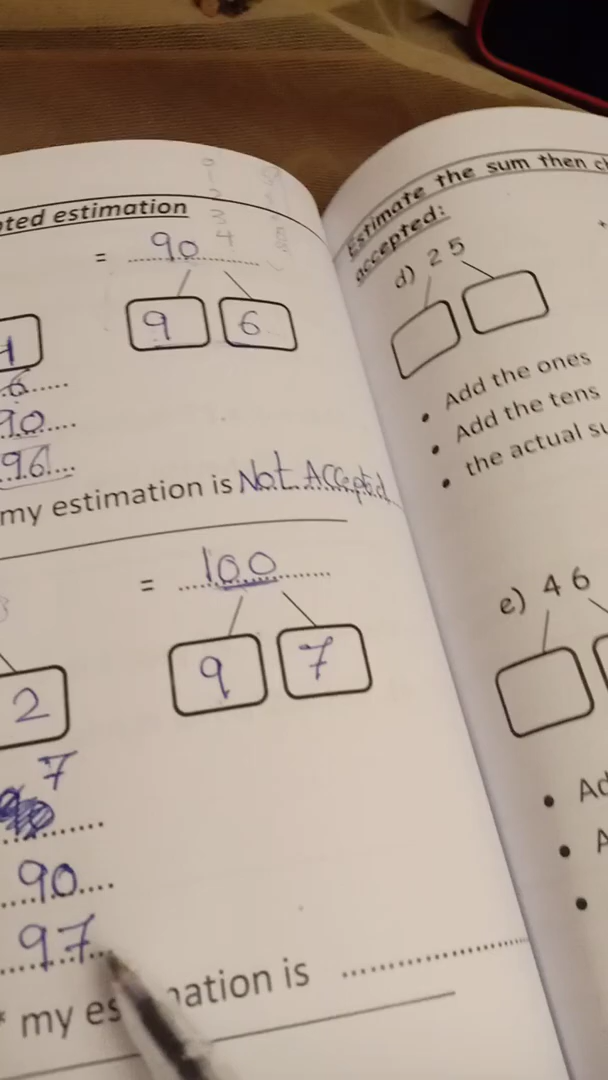 ted estimation
= 90
9 6
6
90
96
my estimation is Not Accepted
= 100
9 7
2
7
90
97
* my es mation is
Estimate the sum then
accepted:
d) 25
• Add the ones
• Add the tens
• the actual
e) 46